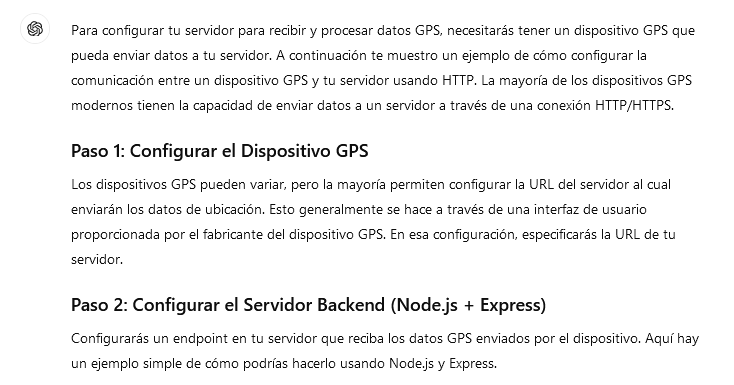 Para configurar tu servidor para recibir y procesar datos GPS, necesitarás tener un dispositivo GPS que
pueda enviar datos a tu servidor. A continuación te muestro un ejemplo de cómo configurar la
comunicación entre un dispositivo GPS y tu servidor usando HTTP. La mayoría de los dispositivos GPS
modernos tienen la capacidad de enviar datos a un servidor a través de una conexión HTTP/HTTPS.
Paso 1: Configurar el Dispositivo GPS
Los dispositivos GPS pueden variar, pero la mayoría permiten configurar la URL del servidor al cual
enviarán los datos de ubicación. Esto generalmente se hace a través de una interfaz de usuario
proporcionada por el fabricante del dispositivo GPS. En esa configuración, especificarás la URL de tu
servidor.
Paso 2: Configurar el Servidor Backend (Node.js + Express)
Configurarás un endpoint en tu servidor que reciba los datos GPS enviados por el dispositivo. Aquí hay
un ejemplo simple de cómo podrías hacerlo usando Node.js y Express.